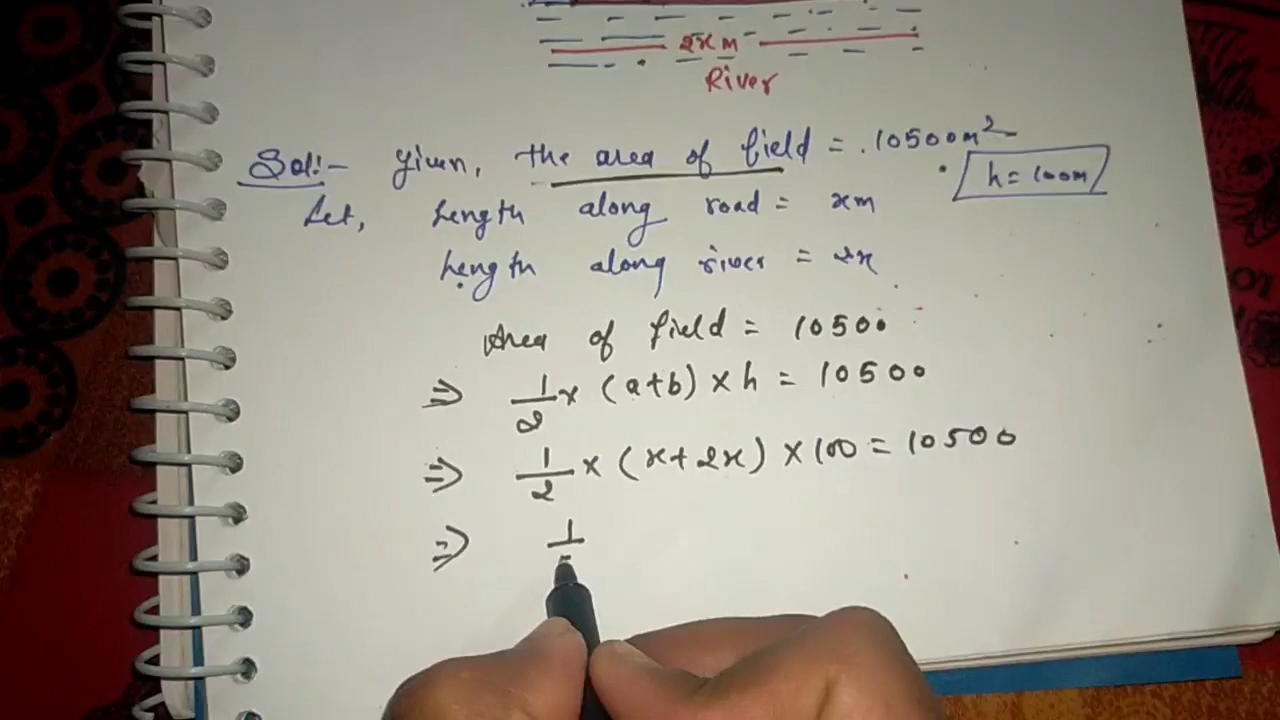 2x m
River
Sol:- Given, the area of field = 10500m²
h = 100m
Let, Length along road = xm
Length along river = 2x
Area of field = 10500
⇒ 1/2 × (a+b) × h = 10500
⇒ 1/2 × (x+2x) × 100 = 10500
⇒ 1